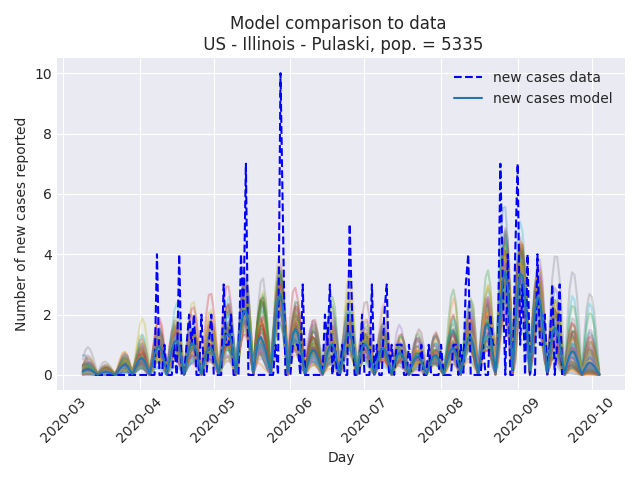 Model comparison to data
US - Illinois - Pulaski, pop. = 5335
new cases data
new cases model
Number of new cases reported
10
8
6
4
2
0
2020-03
2020-04
2020-05
2020-06
2020-07
2020-08
2020-09
2020-10
Day